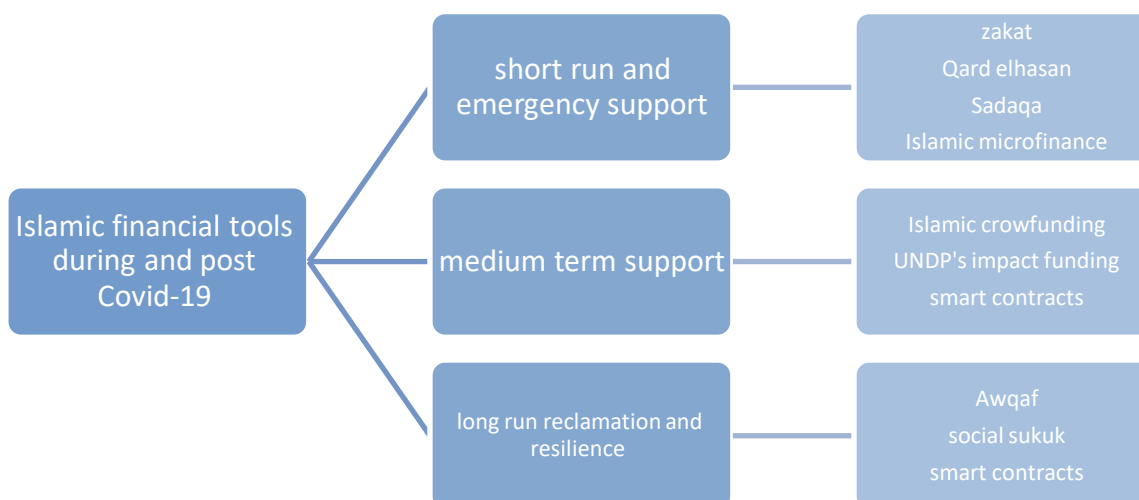 Islamic financial tools
during and post
Covid-19
short run and
emergency support
zakat
Qard elhasan
Sadaqa
Islamic microfinance
medium term support
Islamic crowfunding
UNDP's impact funding
smart contracts
long run reclamation and
resilience
Awqaf
social sukuk
smart contracts